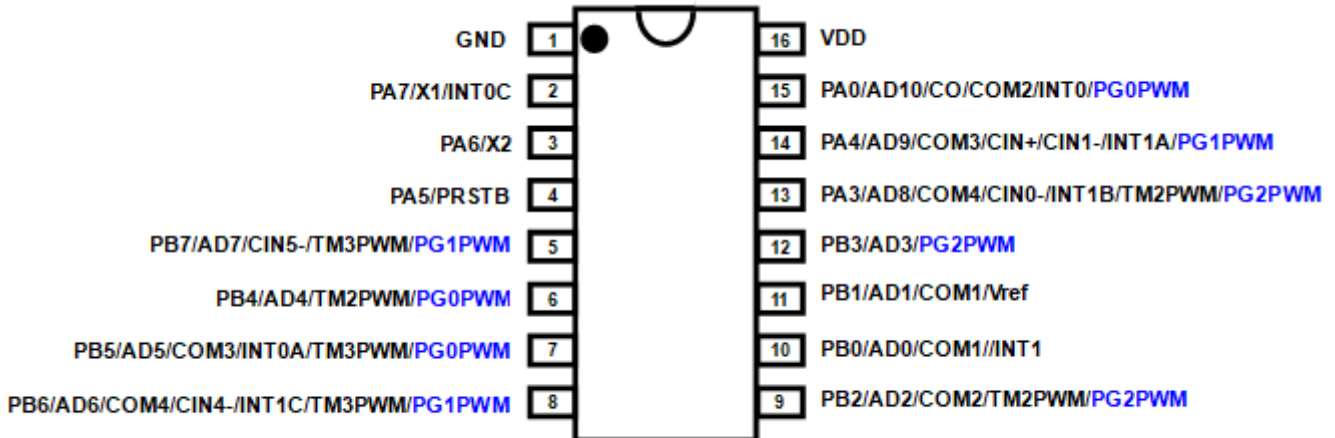 GND 1 16 VDD
PA7/X1/INT0C 2 15 PA0/AD10/CO/COM2/INT0/PG0PWM
PA6/X2 3 14 PA4/AD9/COM3/CIN+/CIN1-/INT1A/PG1PWM
PA5/PRSTB 4 13 PA3/AD8/COM4/CIN0-/INT1B/TM2PWM/PG2PWM
PB7/AD7/CIN5-/TM3PWM/PG1PWM 5 12 PB3/AD3/PG2PWM
PB4/AD4/TM2PWM/PG0PWM 6 11 PB1/AD1/COM1/Vref
PB5/AD5/COM3/INT0A/TM3PWM/PG0PWM 7 10 PB0/AD0/COM1//INT1
PB6/AD6/COM4/CIN4-/INT1C/TM3PWM/PG1PWM 8 9 PB2/AD2/COM2/TM2PWM/PG2PWM